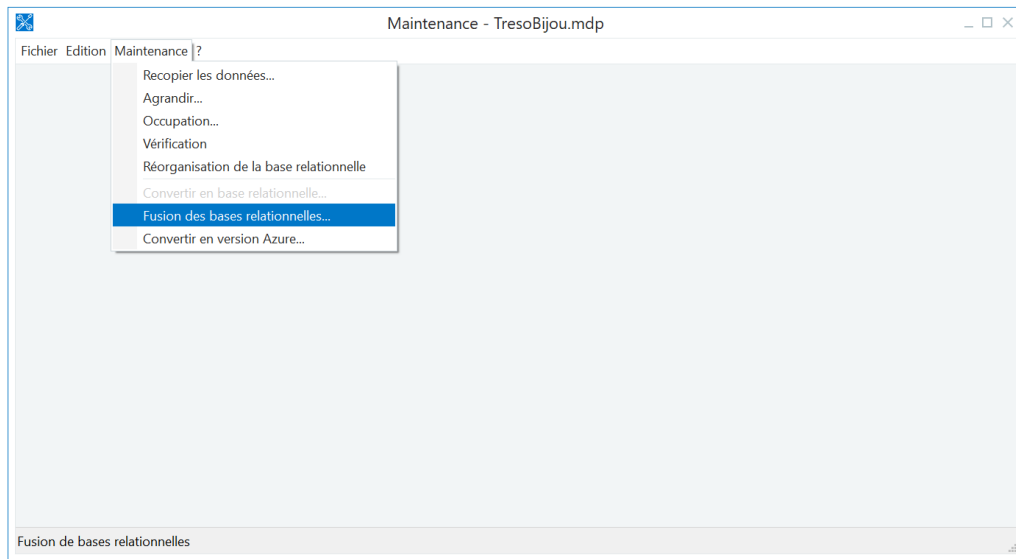 Maintenance - TresoBijou.mdp
Fichier Edition Maintenance ?
Recopier les données...
Agrandir...
Occupation...
Vérification
Réorganisation de la base relationnelle
Convertir en base relationnelle...
Fusion des bases relationnelles...
Convertir en version Azure...
Fusion de bases relationnelles